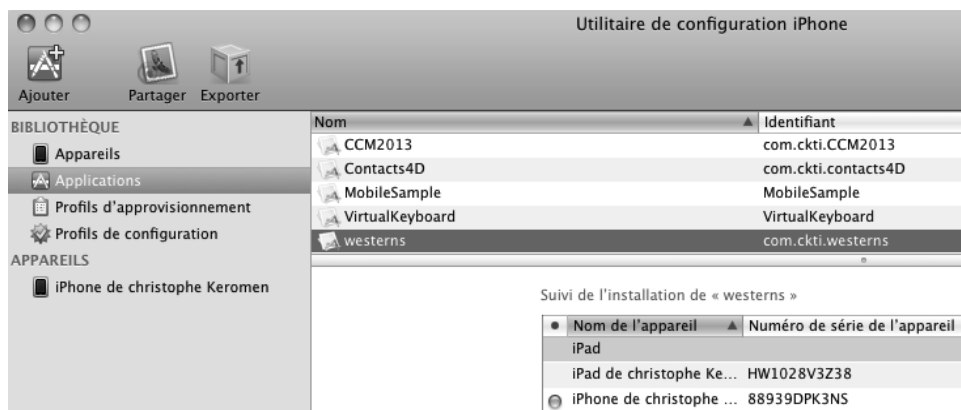 Utilitaire de configuration iPhone
Ajouter Partager Exporter
BIBLIOTHÈQUE
Appareils
Applications
Profils d'approvisionnement
Profils de configuration
APPAREILS
iPhone de christophe Keromen
Nom Identifiant
CCM2013 com.ckti.CCM2013
Contacts4D com.ckti.contacts4D
MobileSample MobileSample
VirtualKeyboard VirtualKeyboard
westerns com.ckti.westerns
Suivi de l'installation de « westerns »
Nom de l'appareil Numéro de série de l'appareil
iPad
iPad de christophe Ke... HW1028V3Z38
iPhone de christophe ... 88939DPK3NS